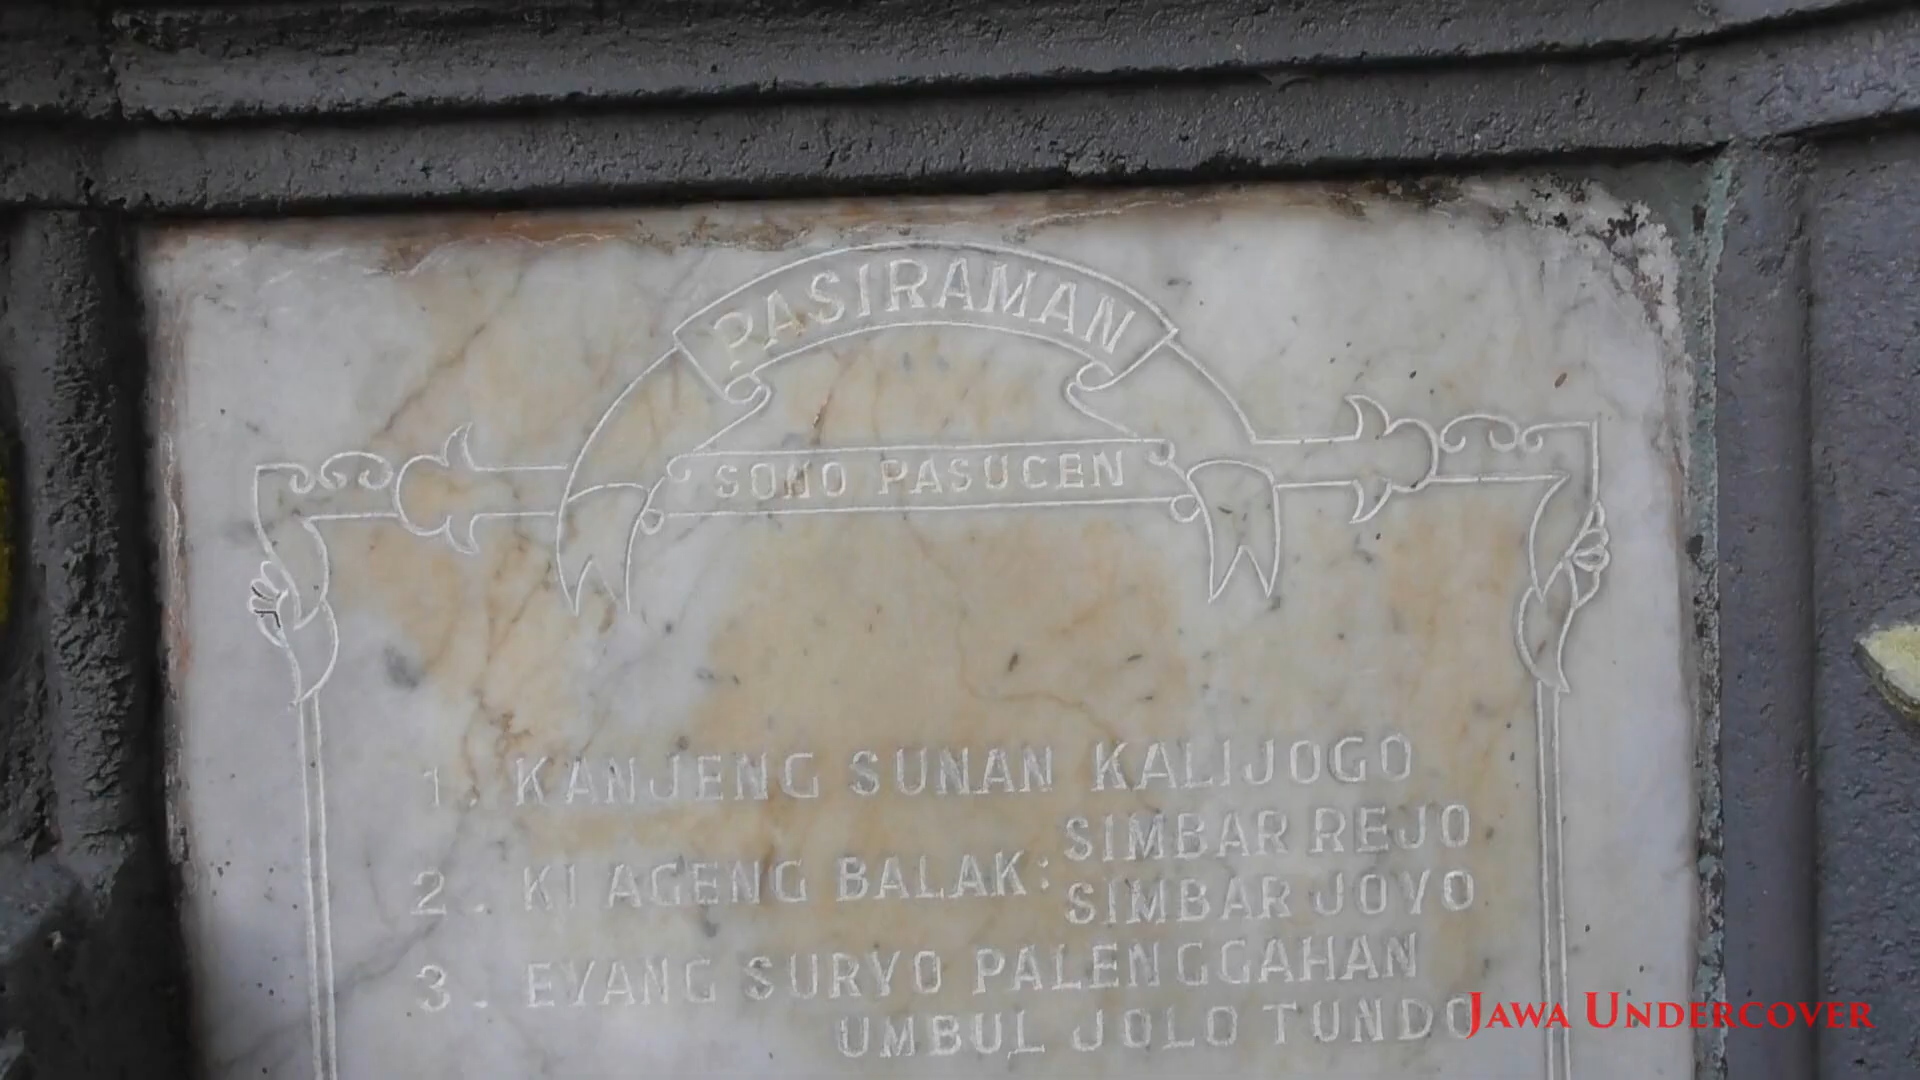 PASIRAMAN
SONO PASUCEN
1. KANJENG SUNAN KALIJOGO
2. KI AGENG BALAK: SIMBAR REJO
SIMBAR JOYO
3. EYANG SURYO PALENGGAHAN
UMBUL JOLO TUNDO
JAWA UNDERCOVER